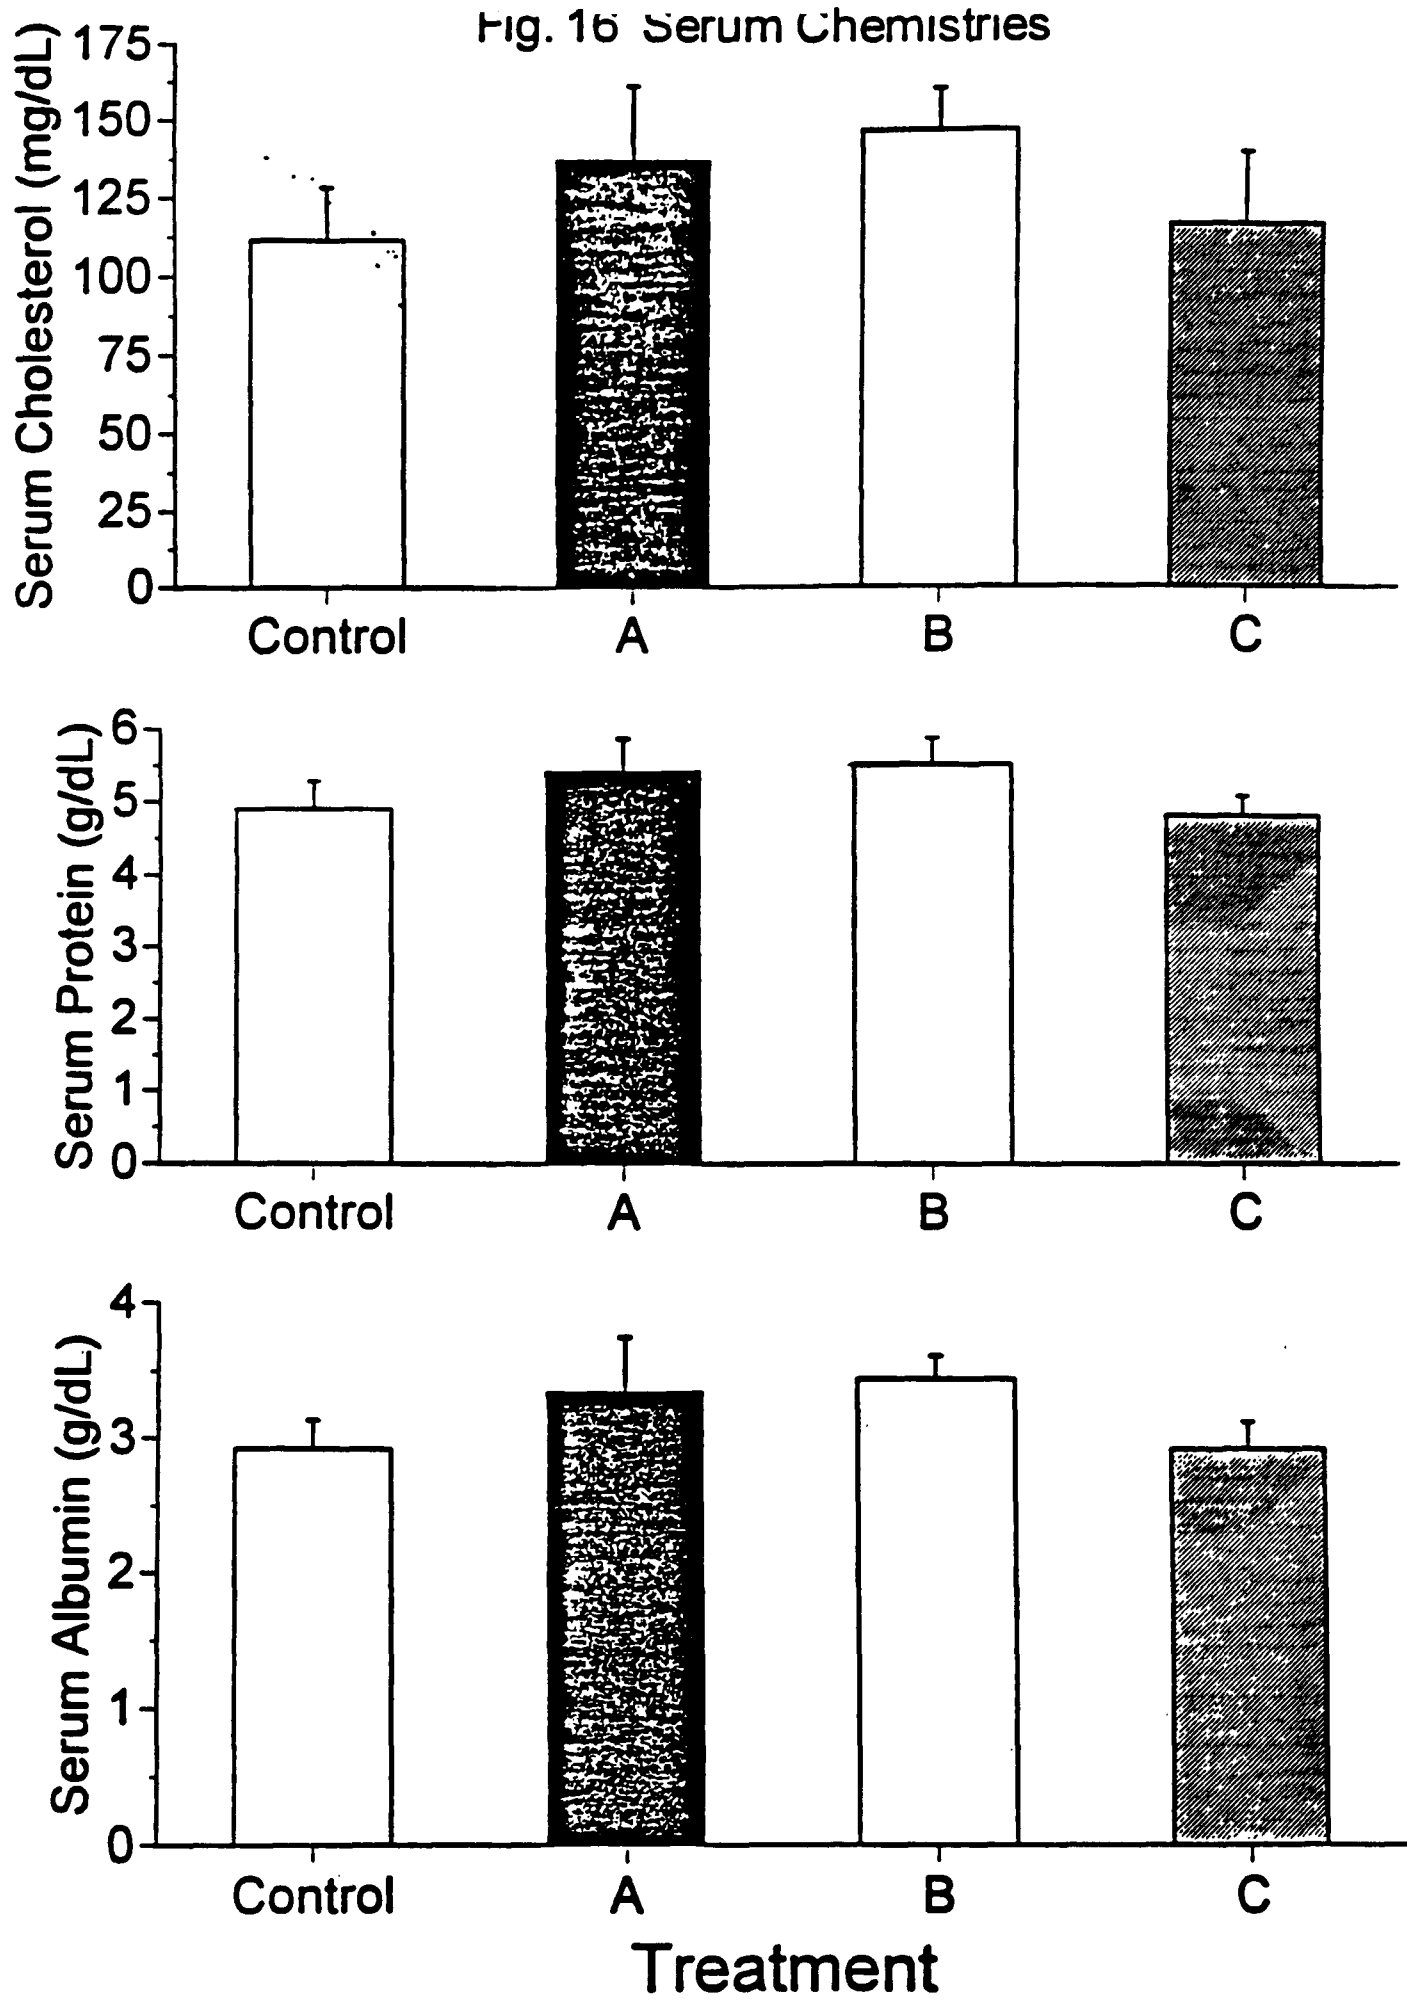 Fig. 16 Serum Chemistries
Serum Cholesterol (mg/dL)
175
150
125
100
75
50
25
0
Control A B C
Serum Protein (g/dL)
6
5
4
3
2
1
0
Control A B C
Serum Albumin (g/dL)
4
3
2
1
0
Control A B C
Treatment